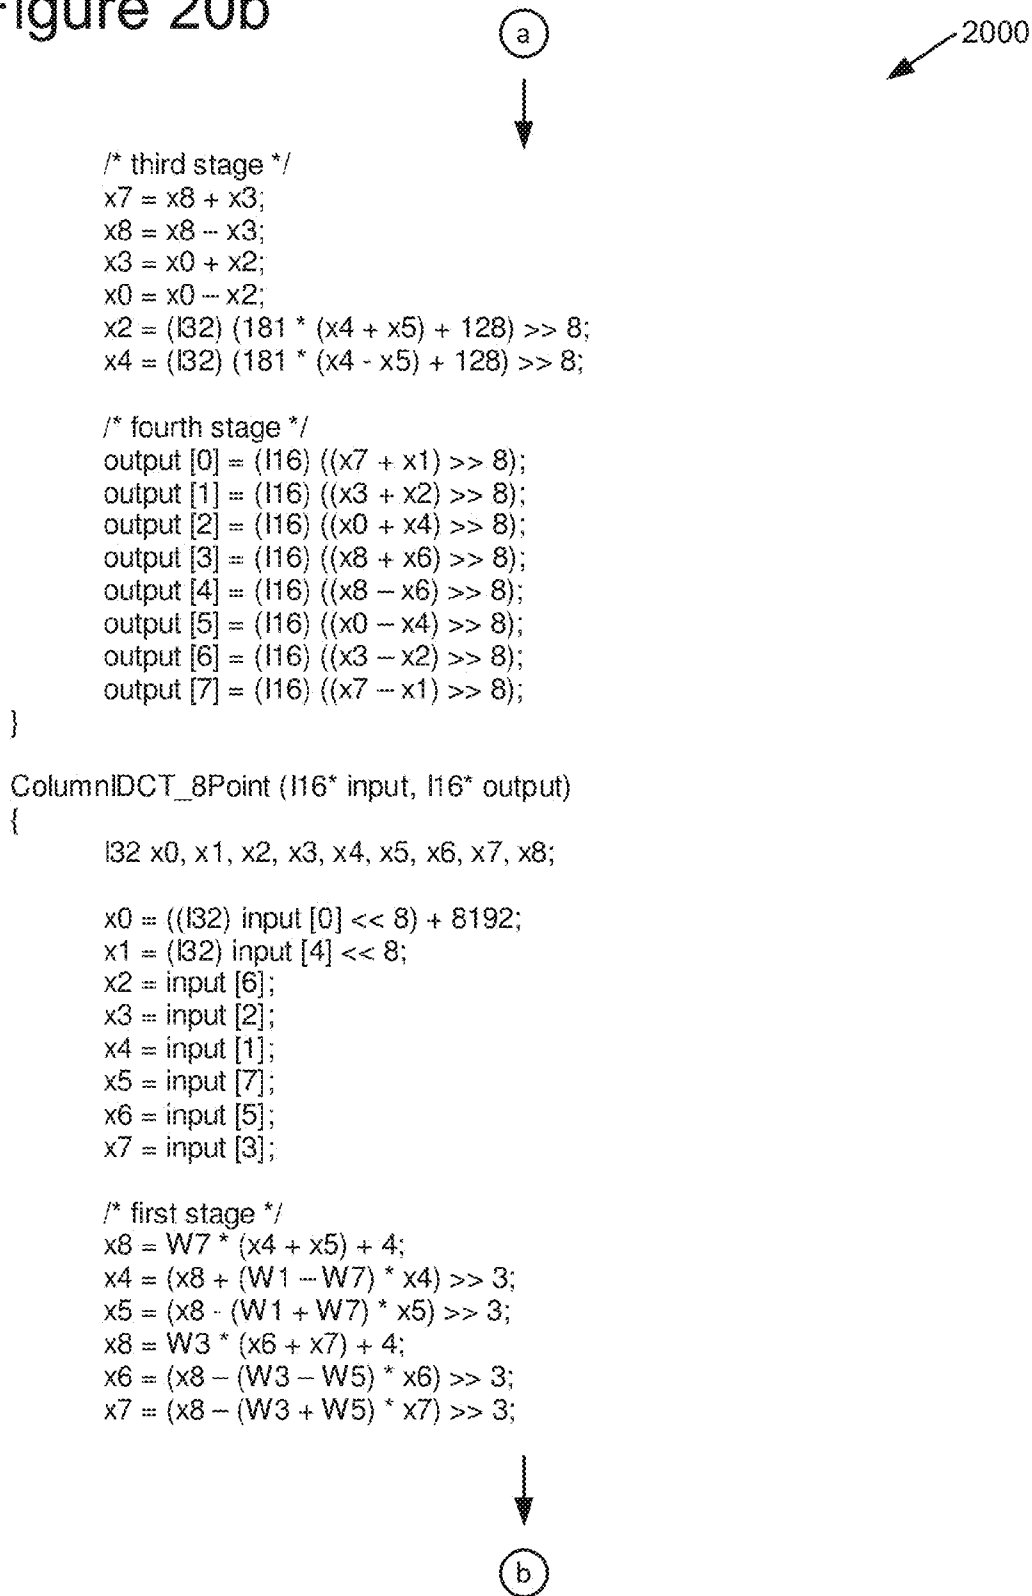 Figure 20b
a
2000
/* third stage */
x7 = x8 + x3;
x8 = x8 – x3;
x3 = x0 + x2;
x0 = x0 – x2;
x2 = (I32) (181 * (x4 + x5) + 128) >> 8;
x4 = (I32) (181 * (x4 - x5) + 128) >> 8;
/* fourth stage */
output [0] = (I16) ((x7 + x1) >> 8);
output [1] = (I16) ((x3 + x2) >> 8);
output [2] = (I16) ((x0 + x4) >> 8);
output [3] = (I16) ((x8 + x6) >> 8);
output [4] = (I16) ((x8 – x6) >> 8);
output [5] = (I16) ((x0 – x4) >> 8);
output [6] = (I16) ((x3 – x2) >> 8);
output [7] = (I16) ((x7 – x1) >> 8);
}
ColumnIDCT_8Point (I16* input, I16* output)
{
I32 x0, x1, x2, x3, x4, x5, x6, x7, x8;
x0 = ((I32) input [0] << 8) + 8192;
x1 = (I32) input [4] << 8;
x2 = input [6];
x3 = input [2];
x4 = input [1];
x5 = input [7];
x6 = input [5];
x7 = input [3];
/* first stage */
x8 = W7 * (x4 + x5) + 4;
x4 = (x8 + (W1 – W7) * x4) >> 3;
x5 = (x8 - (W1 + W7) * x5) >> 3;
x8 = W3 * (x6 + x7) + 4;
x6 = (x8 – (W3 – W5) * x6) >> 3;
x7 = (x8 – (W3 + W5) * x7) >> 3;
b